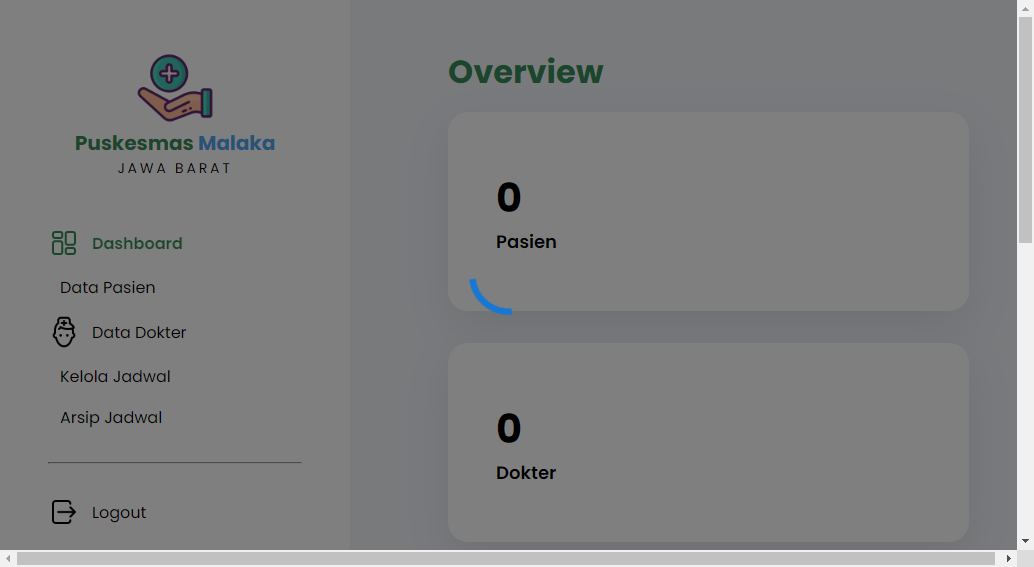 Puskesmas Malaka
JAWA BARAT
Dashboard
Data Pasien
Data Dokter
Kelola Jadwal
Arsip Jadwal
Logout
Overview
0
Pasien
0
Dokter